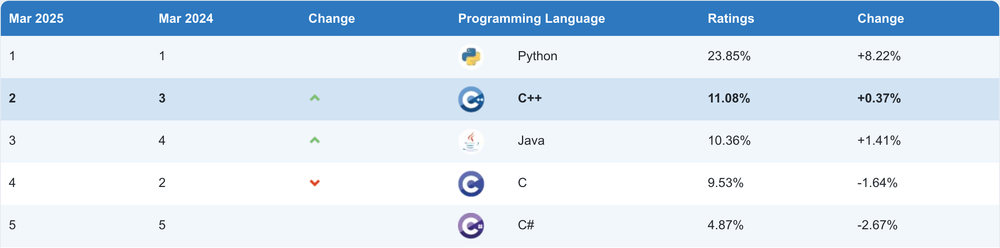 Mar 2025 Mar 2024 Change Programming Language Ratings Change
1 1 Python 23.85% +8.22%
2 3 C++ 11.08% +0.37%
3 4 Java 10.36% +1.41%
4 2 C 9.53% -1.64%
5 5 C# 4.87% -2.67%